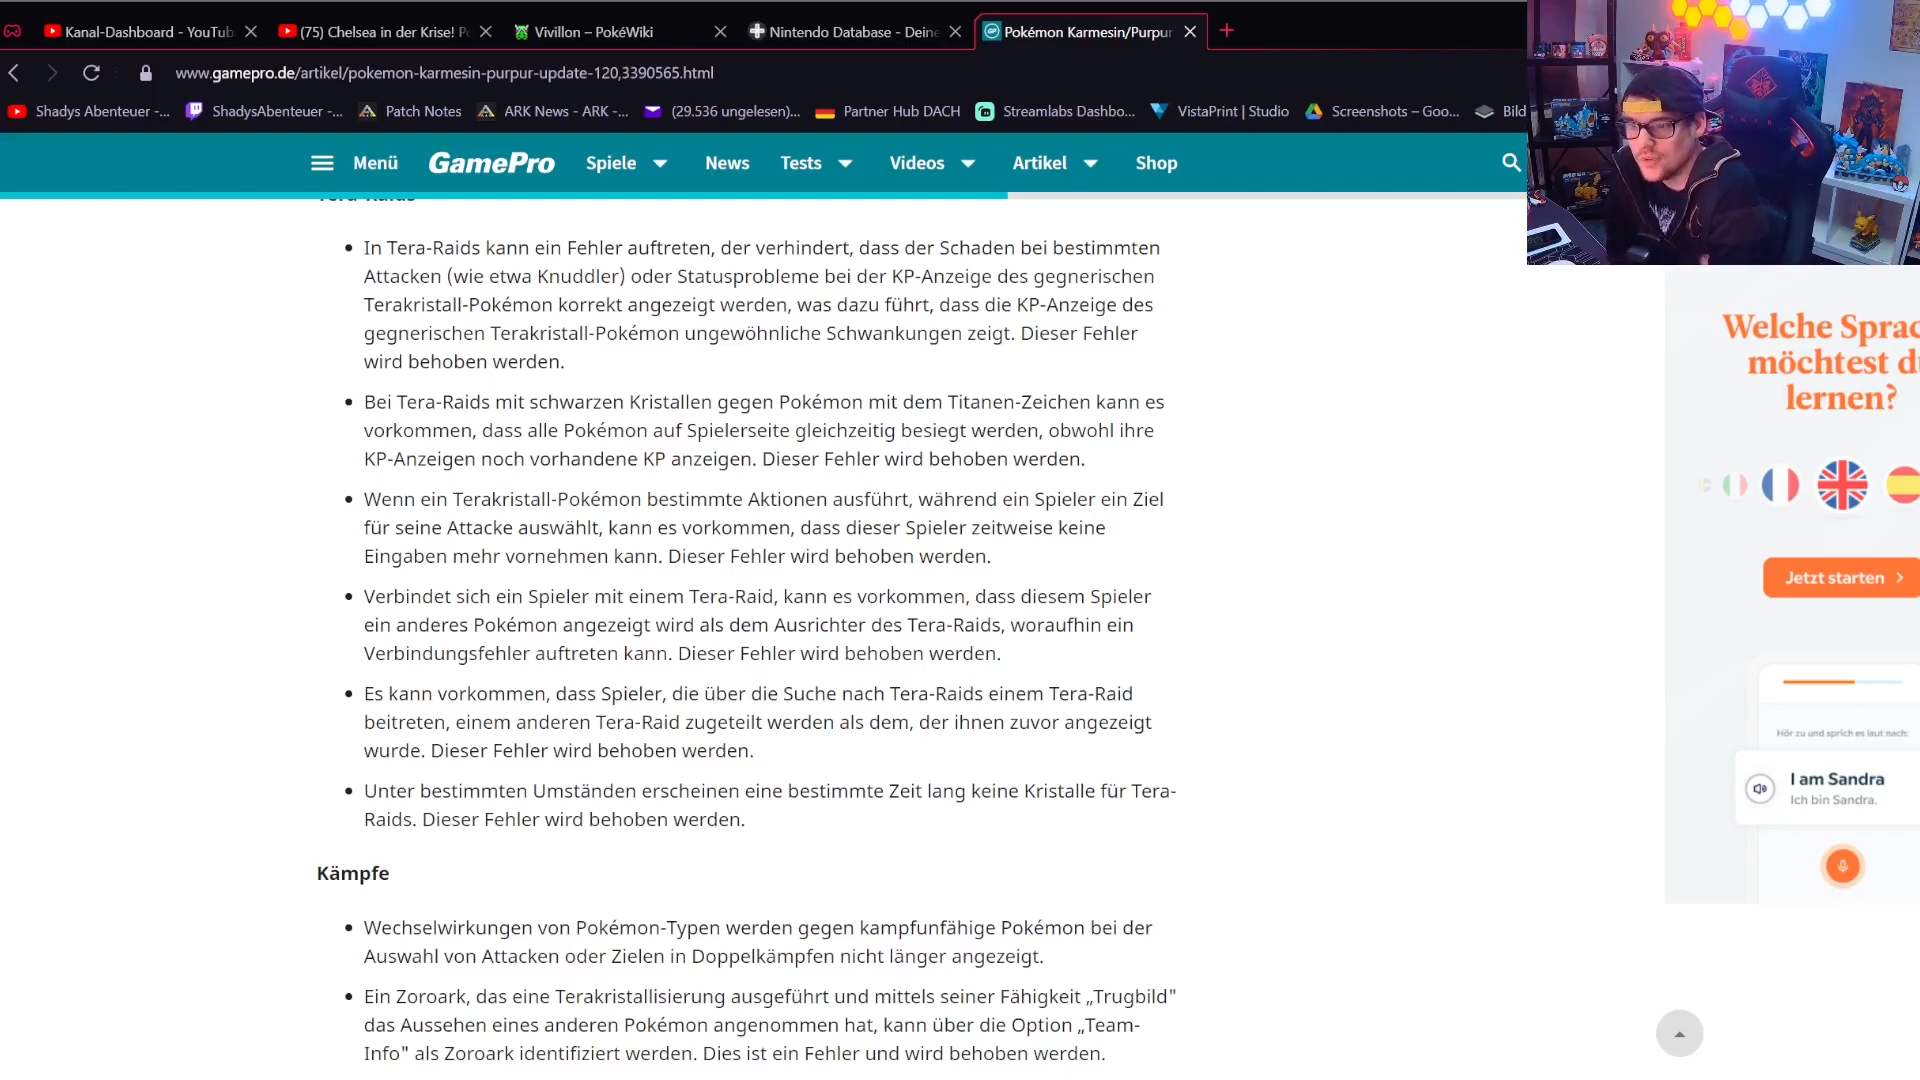 Kanal-Dashboard - YouTub
(75) Chelsea in der Krise! Po
Vivillon – PokéWiki
Nintendo Database - Deine
Pokémon Karmesin/Purpur
www.gamepro.de/artikel/pokemon-karmesin-purpur-update-120,3390565.html
Shadys Abenteuer -...
ShadysAbenteuer -...
Patch Notes
ARK News - ARK -...
(29.536 ungelesen)...
Partner Hub DACH
Streamlabs Dashbo...
VistaPrint | Studio
Screenshots – Goo...
Bild
Menü
GamePro
Spiele
News
Tests
Videos
Artikel
Shop
Tera-Raids
• In Tera-Raids kann ein Fehler auftreten, der verhindert, dass der Schaden bei bestimmten
Attacken (wie etwa Knuddler) oder Statusprobleme bei der KP-Anzeige des gegnerischen
Terakristall-Pokémon korrekt angezeigt werden, was dazu führt, dass die KP-Anzeige des
gegnerischen Terakristall-Pokémon ungewöhnliche Schwankungen zeigt. Dieser Fehler
wird behoben werden.
• Bei Tera-Raids mit schwarzen Kristallen gegen Pokémon mit dem Titanen-Zeichen kann es
vorkommen, dass alle Pokémon auf Spielerseite gleichzeitig besiegt werden, obwohl ihre
KP-Anzeigen noch vorhandene KP anzeigen. Dieser Fehler wird behoben werden.
• Wenn ein Terakristall-Pokémon bestimmte Aktionen ausführt, während ein Spieler ein Ziel
für seine Attacke auswählt, kann es vorkommen, dass dieser Spieler zeitweise keine
Eingaben mehr vornehmen kann. Dieser Fehler wird behoben werden.
• Verbindet sich ein Spieler mit einem Tera-Raid, kann es vorkommen, dass diesem Spieler
ein anderes Pokémon angezeigt wird als dem Ausrichter des Tera-Raids, woraufhin ein
Verbindungsfehler auftreten kann. Dieser Fehler wird behoben werden.
• Es kann vorkommen, dass Spieler, die über die Suche nach Tera-Raids einem Tera-Raid
beitreten, einem anderen Tera-Raid zugeteilt werden als dem, der ihnen zuvor angezeigt
wurde. Dieser Fehler wird behoben werden.
• Unter bestimmten Umständen erscheinen eine bestimmte Zeit lang keine Kristalle für Tera-
Raids. Dieser Fehler wird behoben werden.
Kämpfe
• Wechselwirkungen von Pokémon-Typen werden gegen kampfunfähige Pokémon bei der
Auswahl von Attacken oder Zielen in Doppelkämpfen nicht länger angezeigt.
• Ein Zoroark, das eine Terakristallisierung ausgeführt und mittels seiner Fähigkeit „Trugbild"
das Aussehen eines anderen Pokémon angenommen hat, kann über die Option „Team-
Info" als Zoroark identifiziert werden. Dies ist ein Fehler und wird behoben werden.
Welche Sprac
möchtest du
lernen?
Jetzt starten
Hör zu und sprich es laut nach:
I am Sandra
Ich bin Sandra.